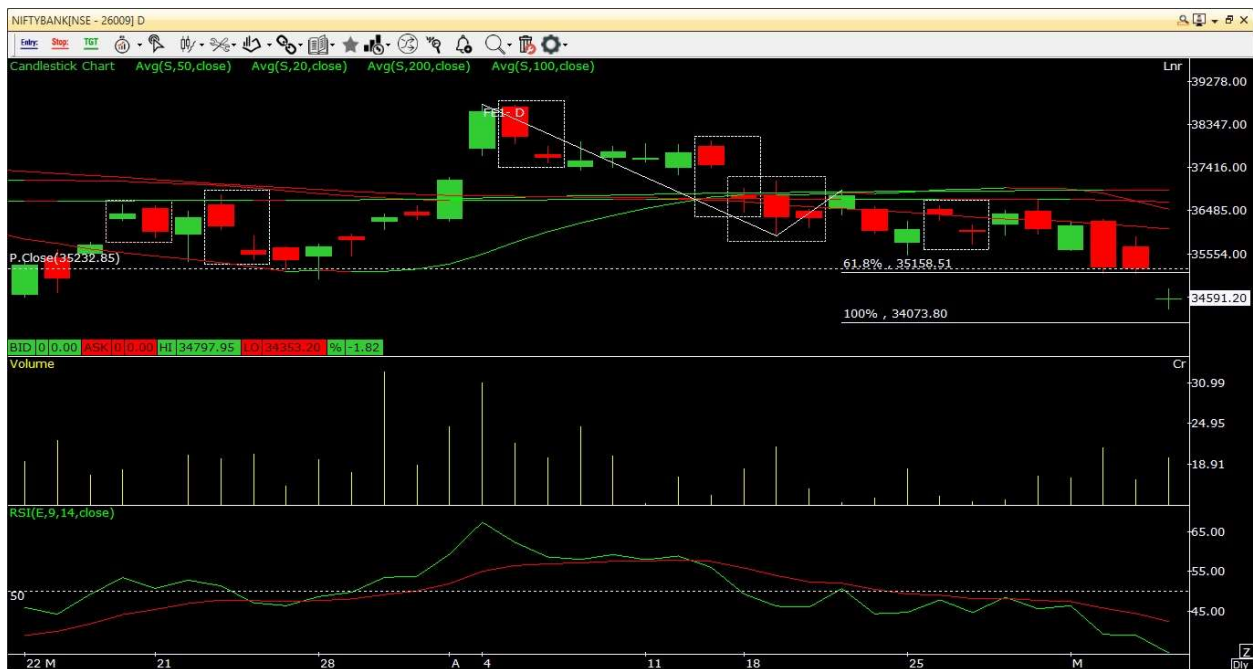 NIFTYBANK[NSE - 26009] D
Entry: Stop: TGT
Candlestick Chart Avg(S,50,close) Avg(S,20,close) Avg(S,200,close) Avg(S,100,close) Lnr
39278.00
FE1- D
38347.00
37416.00
36485.00
35554.00
P.Close(35232.85)
61.8% , 35158.51
34591.20
100% , 34073.80
BID 0 0.00 ASK 0 0.00 HI 34797.95 LO 34353.20 % -1.82
Volume Cr
30.99
24.95
18.91
RSI(E,9,14,close)
65.00
55.00
50
45.00
22 M 21 28 A 4 11 18 25 M
Z
Dly